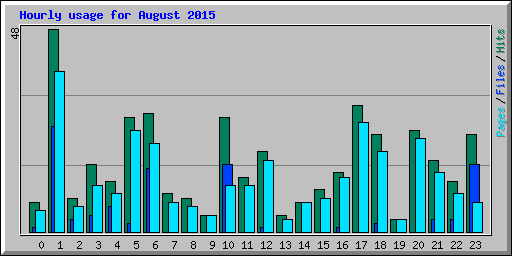 Hourly usage for August 2015
48
Pages/Files/Hits
0 1 2 3 4 5 6 7 8 9 10 11 12 13 14 15 16 17 18 19 20 21 22 23